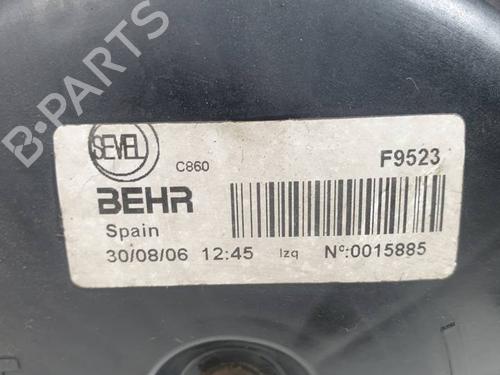 B-PARTS
SEVEL
C860
F9523
BEHR
Spain
30/08/06 12:45 Izq Nº:0015885